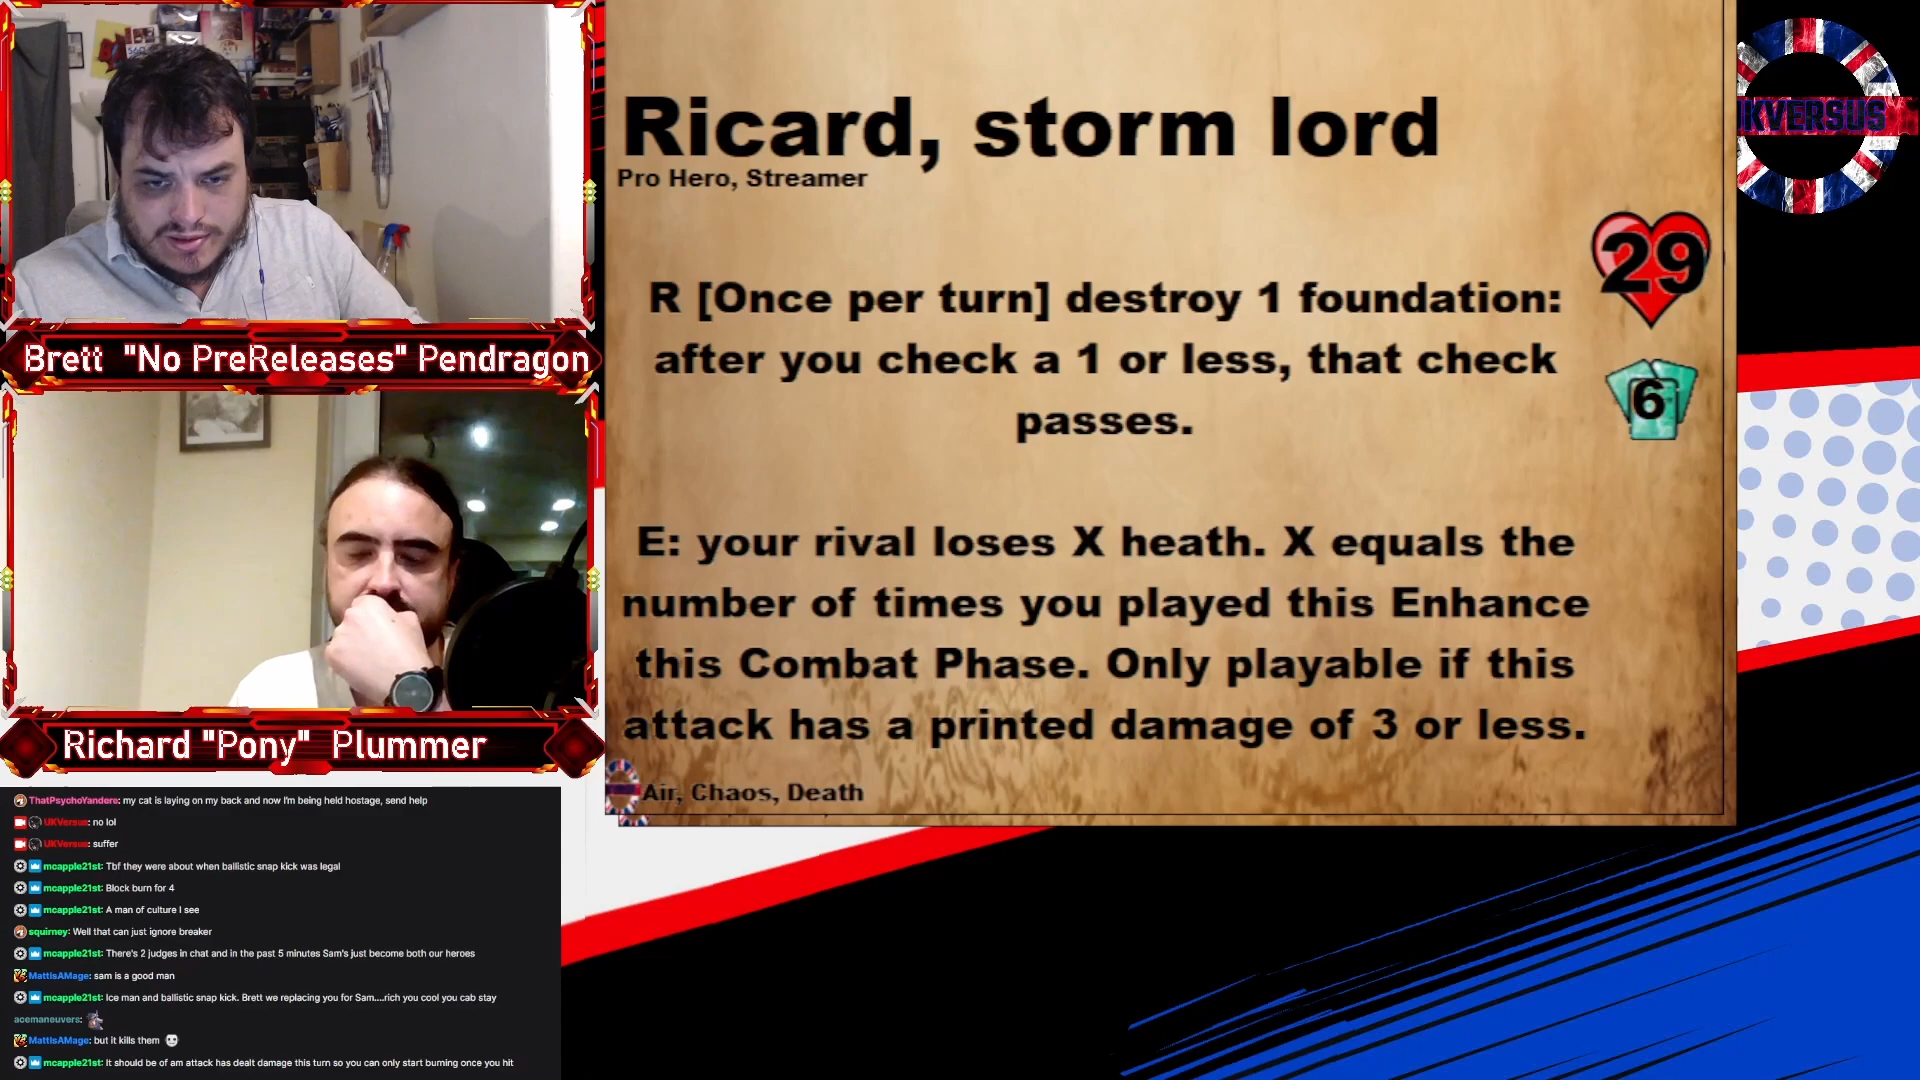 Ricard, storm lord
Pro Hero, Streamer
29
R [Once per turn] destroy 1 foundation:
after you check a 1 or less, that check
passes.
6
E: your rival loses X heath. X equals the
number of times you played this Enhance
this Combat Phase. Only playable if this
attack has a printed damage of 3 or less.
Air, Chaos, Death
KVERSUS
Brett "No PreReleases" Pendragon
Richard "Pony" Plummer
ThatPsychoYandere: my cat is laying on my back and now I'm being held hostage, send help
UKVersus: no lol
UKVersus: suffer
mcapple21st: Tbf they were about when ballistic snap kick was legal
mcapple21st: Block burn for 4
mcapple21st: A man of culture I see
squirney: Well that can just ignore breaker
mcapple21st: There's 2 judges in chat and in the past 5 minutes Sam's just become both our heroes
MattIsAMage: sam is a good man
mcapple21st: Ice man and ballistic snap kick. Brett we replacing you for Sam....rich you cool you cab stay
acemaneuvers:
MattIsAMage: but it kills them
mcapple21st: It should be of am attack has dealt damage this turn so you can only start burning once you hit